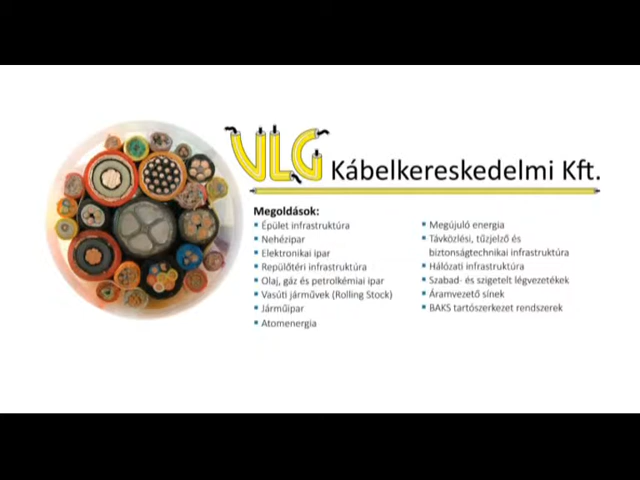 VLG Kábelkereskedelmi Kft.
Megoldások:
Épület infrastruktúra
Nehézipar
Elektronikai ipar
Repülőtéri infrastruktúra
Olaj, gáz és petrolkémiai ipar
Vasúti járművek (Rolling Stock)
Járműipar
Atomenergia
Megújuló energia
Távközlési, tűzjelző és
biztonságtechnikai infrastruktúra
Hálózati infrastruktúra
Szabad- és szigetelt légvezetékek
Áramvezető sínek
BAKS tartószerkezet rendszerek